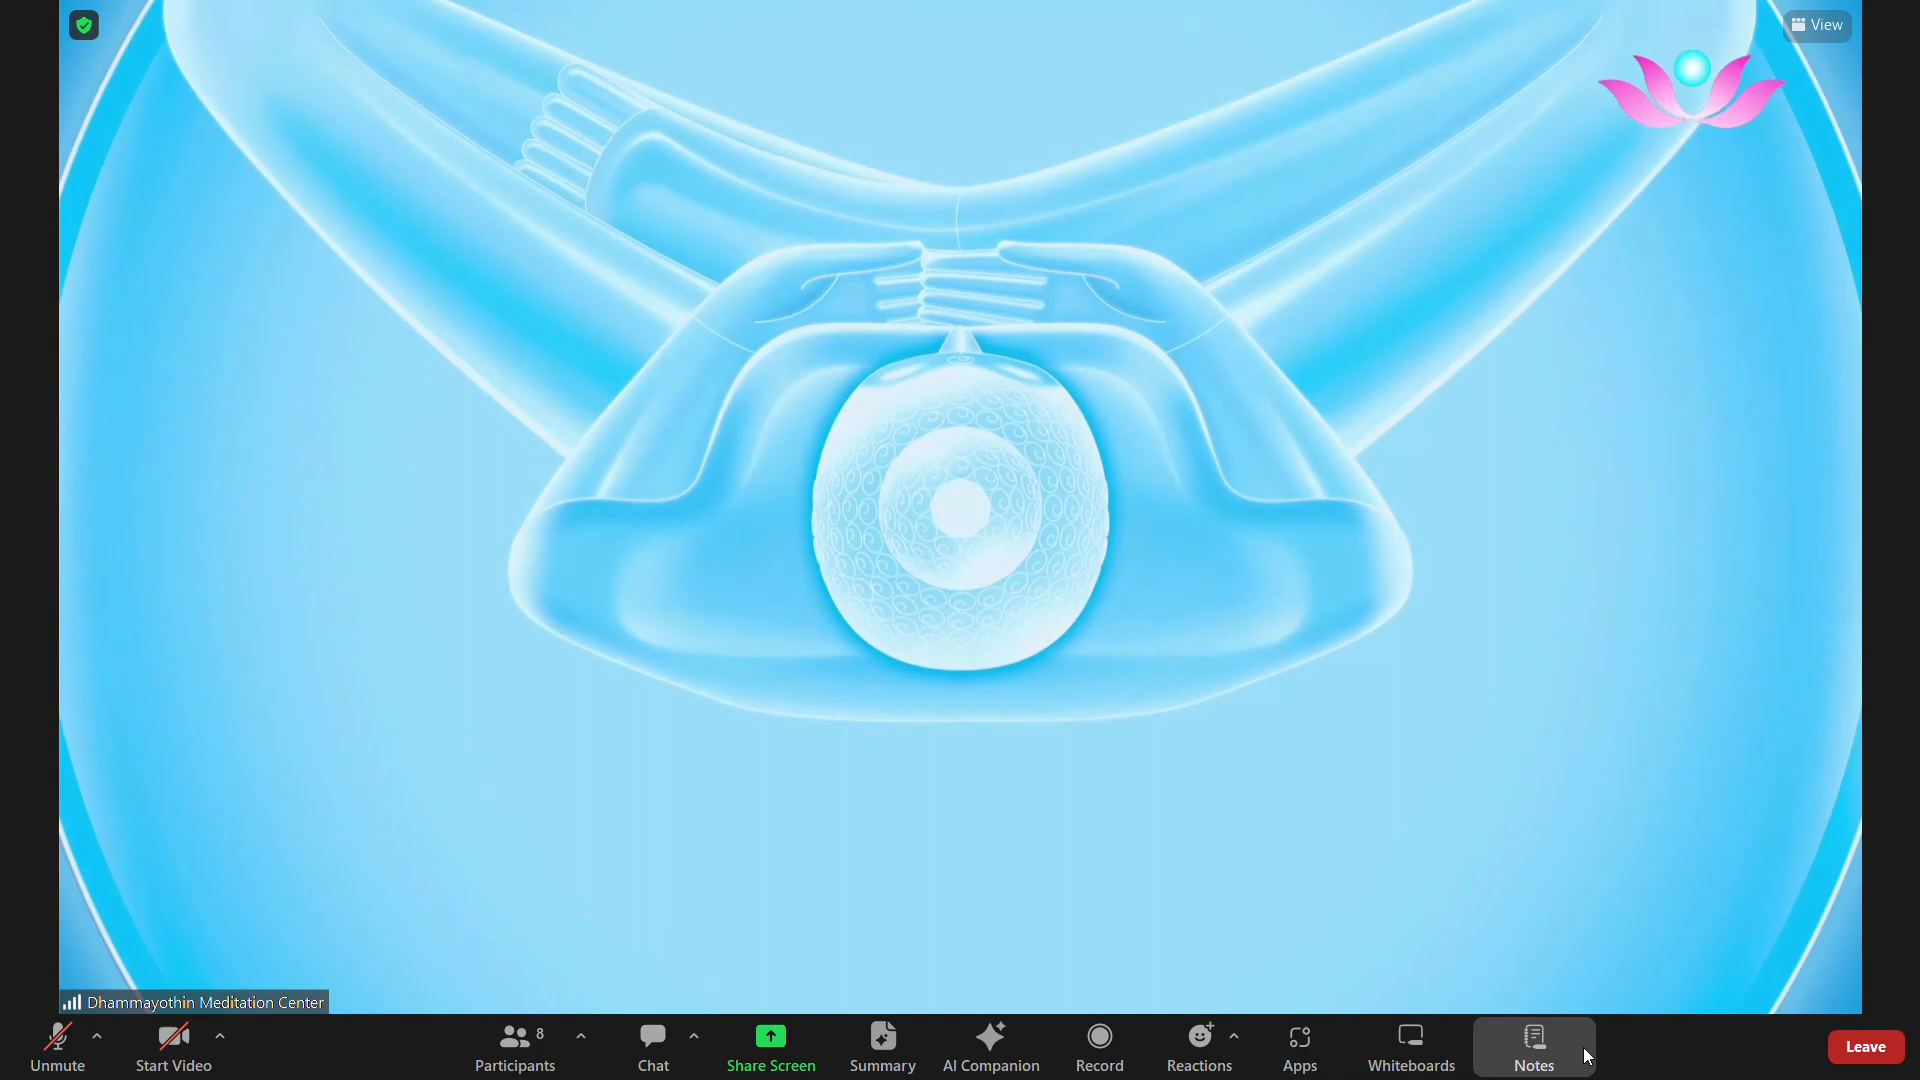 View
Dhammayothin Meditation Center
Unmute
Start Video
Participants
8
Chat
Share Screen
Summary
AI Companion
Record
Reactions
Apps
Whiteboards
Notes
Leave